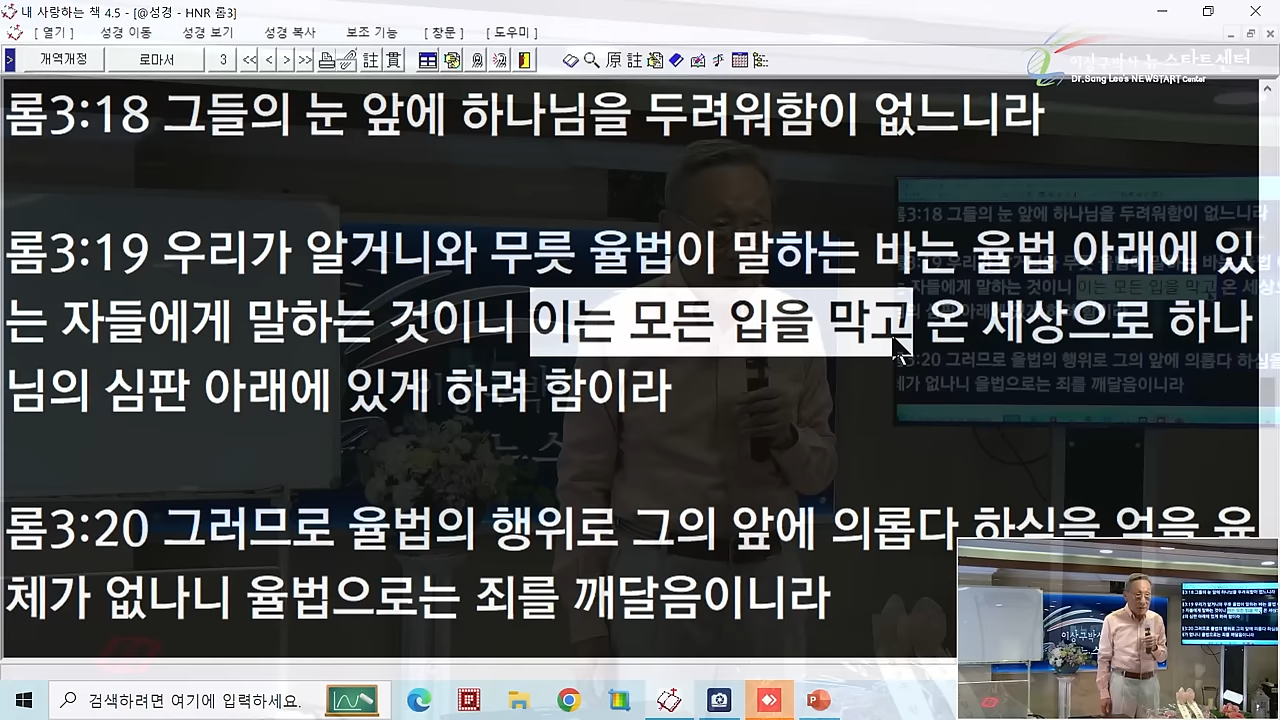 내 사랑하는 책 4.5 - [@성경 - HNR 롬3]
[ 열기 ] 성경 이동 성경 보기 성경 복사 보조 기능 [ 창문 ] [ 도우미 ]
> 개역개정 로마서 3 << < > >> 註 貫 原 註
이상구박사 뉴스타트센터
Dr.Sang Lee's NEWSTART Center
롬3:18 그들의 눈 앞에 하나님을 두려워함이 없느니라
롬3:19 우리가 알거니와 무릇 율법이 말하는 바는 율법 아래에 있
는 자들에게 말하는 것이니 이는 모든 입을 막고 온 세상으로 하나
님의 심판 아래에 있게 하려 함이라
롬3:20 그러므로 율법의 행위로 그의 앞에 의롭다 하심을 얻을 육
체가 없나니 율법으로는 죄를 깨달음이니라
검색하려면 여기에 입력하세요.